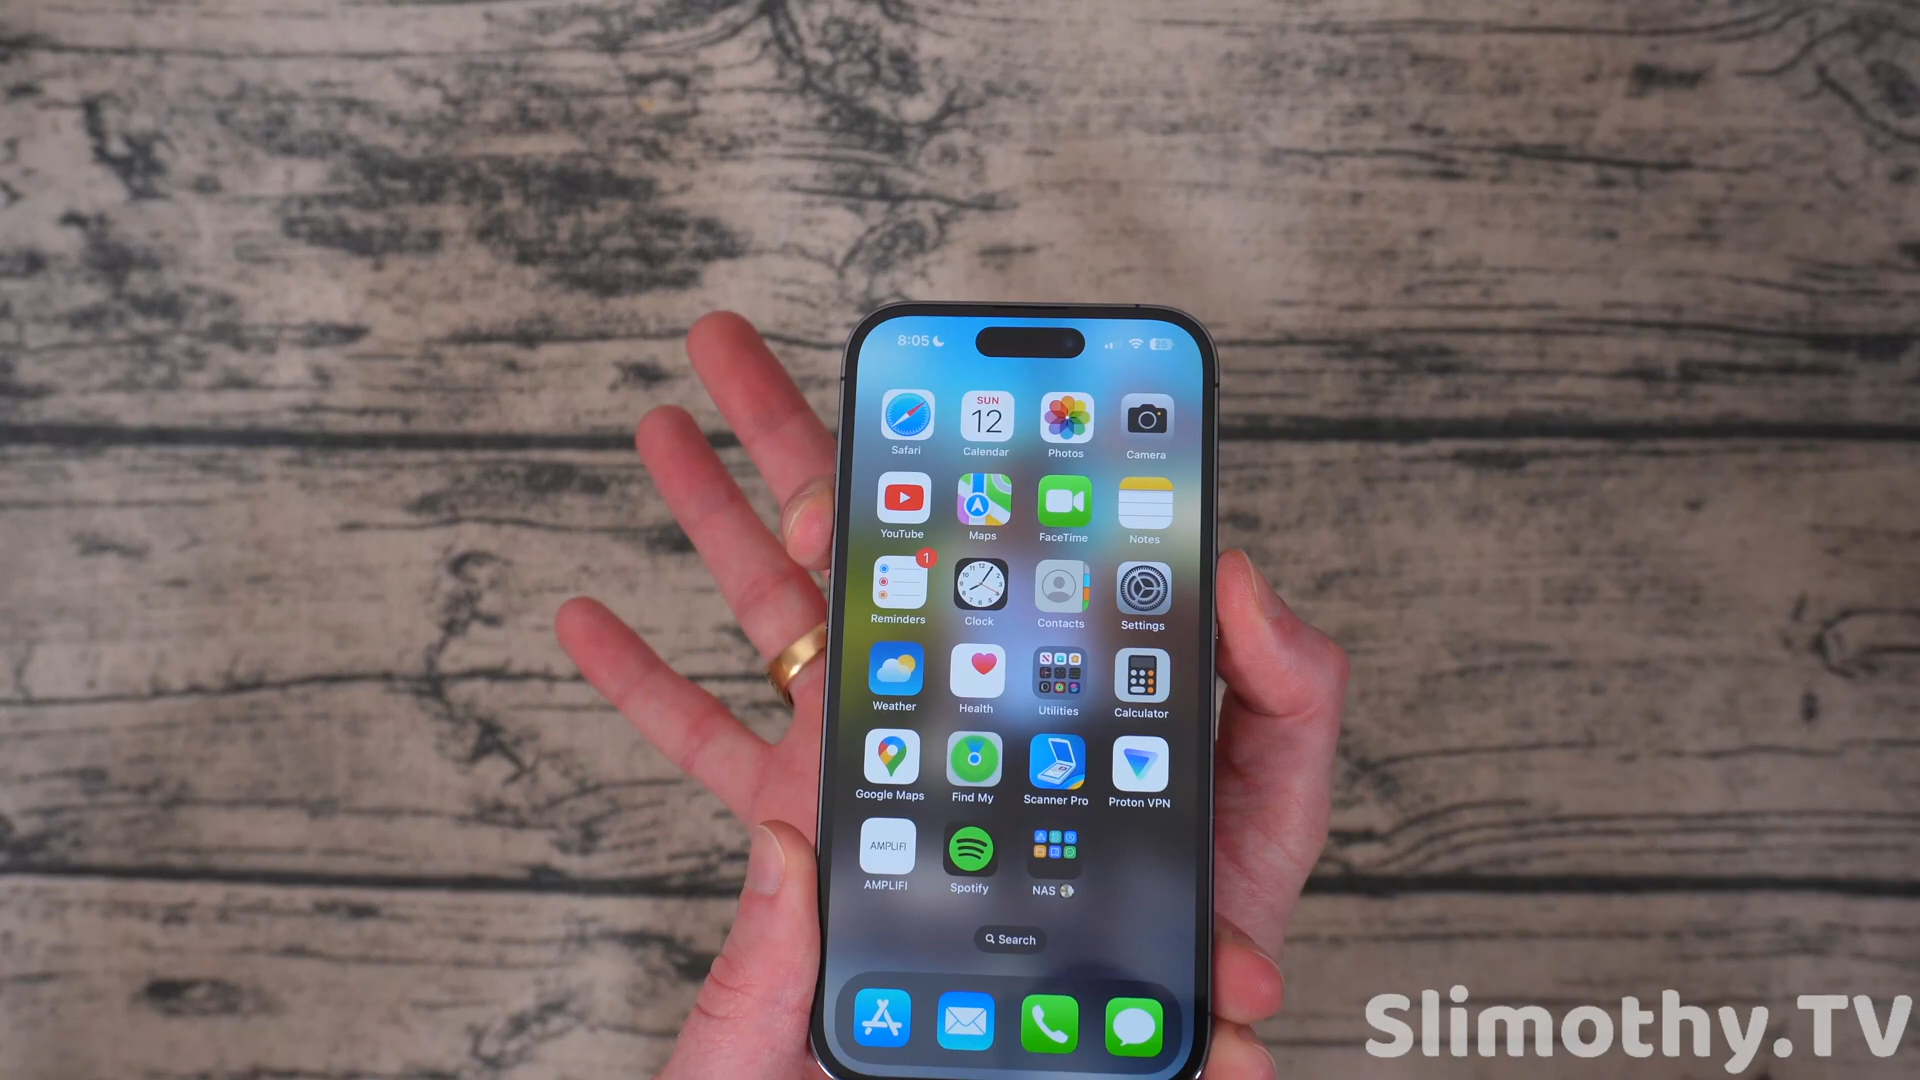 8:05
25
SUN
12
Safari
Calendar
Photos
Camera
YouTube
Maps
FaceTime
Notes
1
Reminders
Clock
Contacts
Settings
Weather
Health
Utilities
Calculator
Google Maps
Find My
Scanner Pro
Proton VPN
AMPLIFI
AMPLIFI
Spotify
NAS
Search
Slimothy.TV